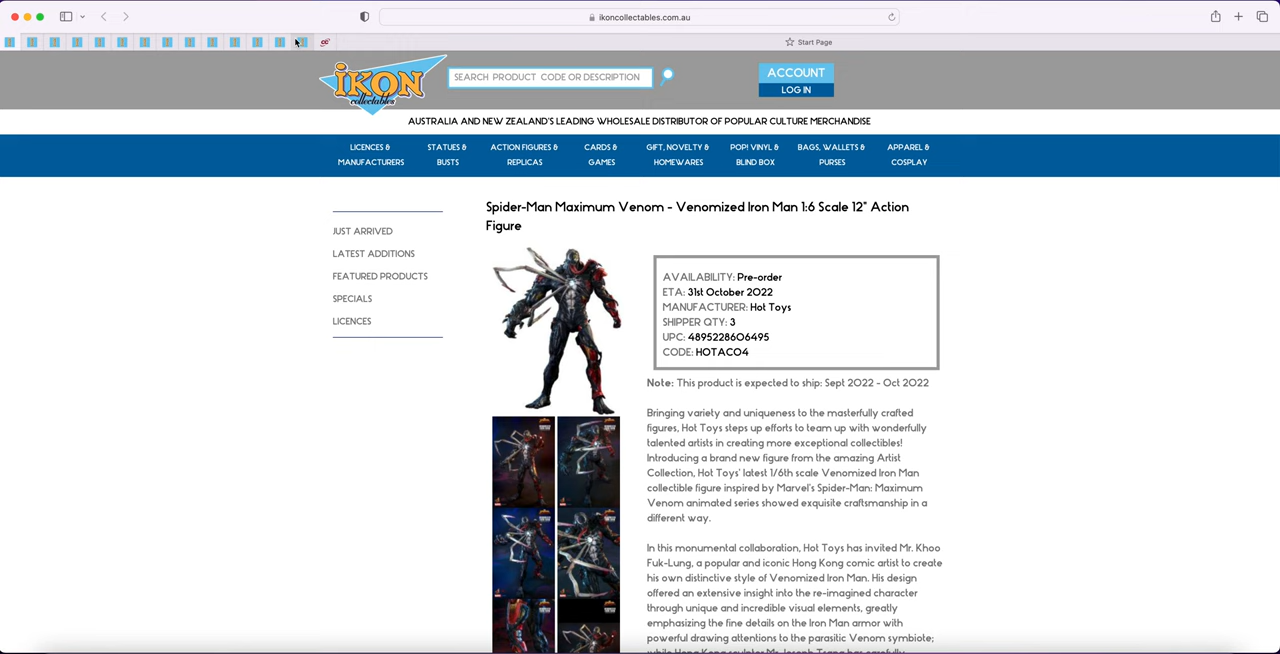 ikoncollectables.com.au
Start Page
iKON
collectables
SEARCH PRODUCT CODE OR DESCRIPTION
ACCOUNT
LOG IN
AUSTRALIA AND NEW ZEALAND'S LEADING WHOLESALE DISTRIBUTOR OF POPULAR CULTURE MERCHANDISE
LICENCES &
MANUFACTURERS
STATUES &
BUSTS
ACTION FIGURES &
REPLICAS
CARDS &
GAMES
GIFT, NOVELTY &
HOMEWARES
POP! VINYL &
BLIND BOX
BAGS, WALLETS &
PURSES
APPAREL &
COSPLAY
JUST ARRIVED
LATEST ADDITIONS
FEATURED PRODUCTS
SPECIALS
LICENCES
Spider-Man Maximum Venom - Venomized Iron Man 1:6 Scale 12" Action
Figure
AVAILABILITY: Pre-order
ETA: 31st October 2022
MANUFACTURER: Hot Toys
SHIPPER QTY: 3
UPC: 4895228606495
CODE: HOTAC04
Note: This product is expected to ship: Sept 2022 - Oct 2022
Bringing variety and uniqueness to the masterfully crafted
figures, Hot Toys steps up efforts to team up with wonderfully
talented artists in creating more exceptional collectibles!
Introducing a brand new figure from the amazing Artist
Collection, Hot Toys' latest 1/6th scale Venomized Iron Man
collectible figure inspired by Marvel's Spider-Man: Maximum
Venom animated series showed exquisite craftsmanship in a
different way.
In this monumental collaboration, Hot Toys has invited Mr. Khoo
Fuk-Lung, a popular and iconic Hong Kong comic artist to create
his own distinctive style of Venomized Iron Man. His design
offered an extensive insight into the re-imagined character
through unique and incredible visual elements, greatly
emphasizing the fine details on the Iron Man armor with
powerful drawing attentions to the parasitic Venom symbiote;
while Hong Kong sculptor Mr. Joseph Tsang has carefully